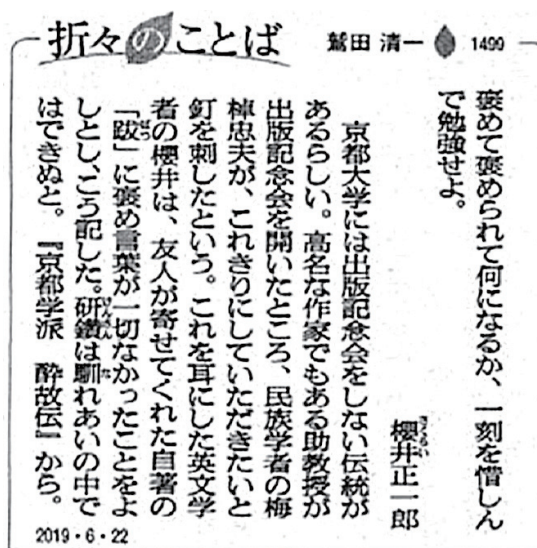 折々のことば
鷲田 清一 1499
褒めて褒められて何になるか、一刻を惜しん
で勉強せよ。
櫻井正一郎
京都大学には出版記念会をしない伝統が
あるらしい。高名な作家でもある助教授が
出版記念会を開いたところ、民族学者の梅
棹忠夫が、これきりにしていただきたいと
釘を刺したという。これを耳にした英文学
者の櫻井は、友人が寄せてくれた自著の
「跋」に褒め言葉が一切なかったことをよ
しとし、こう記した。研鑽は馴れあいの中で
はできぬと。『京都学派 酔故伝』から。
2019・6・22